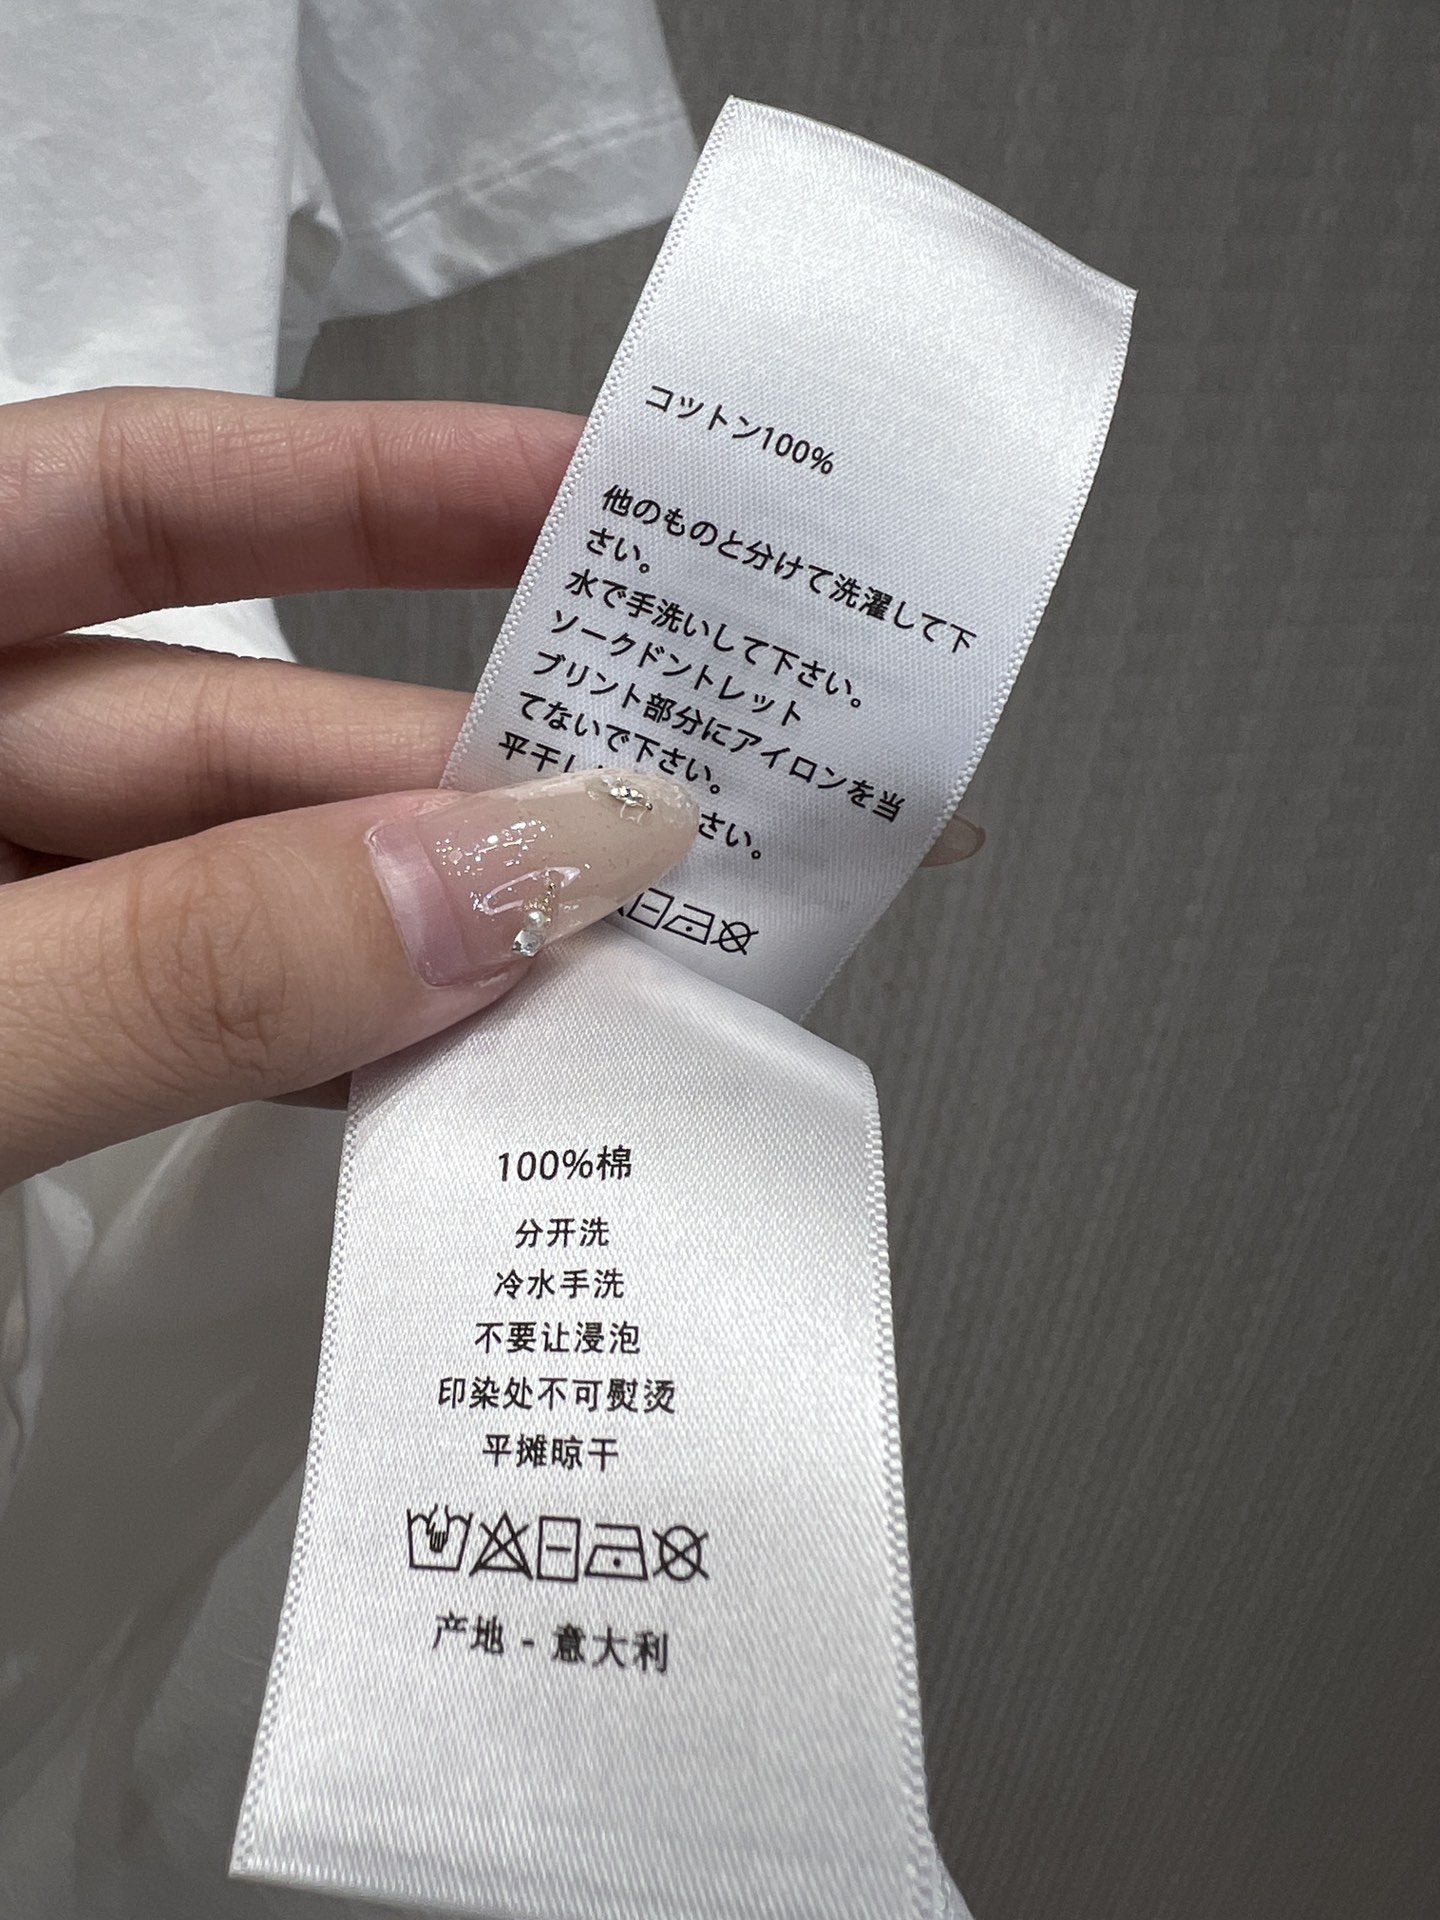 コットン100%
他のものと分けて洗濯して下
さい。
水で手洗いして下さい。
ソークドントレット
プリント部分にアイロンを当
てないで下さい。
平干し
さい。
100%棉
分开洗
冷水手洗
不要让浸泡
印染处不可熨烫
平摊晾干
产地 - 意大利